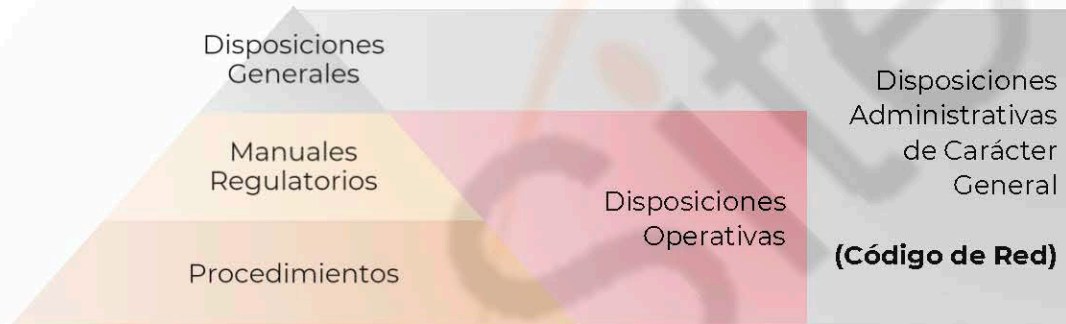 Disposiciones
Generales
Manuales
Regulatorios
Procedimientos
Disposiciones
Operativas
Disposiciones
Administrativas
de Carácter
General
(Código de Red)